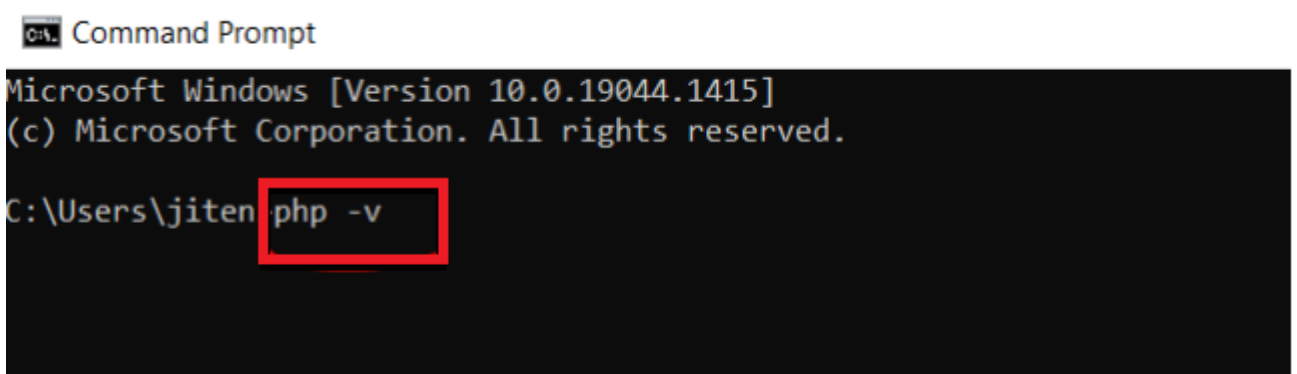 Command Prompt
Microsoft Windows [Version 10.0.19044.1415]
(c) Microsoft Corporation. All rights reserved.
C:\Users\jiten php -v